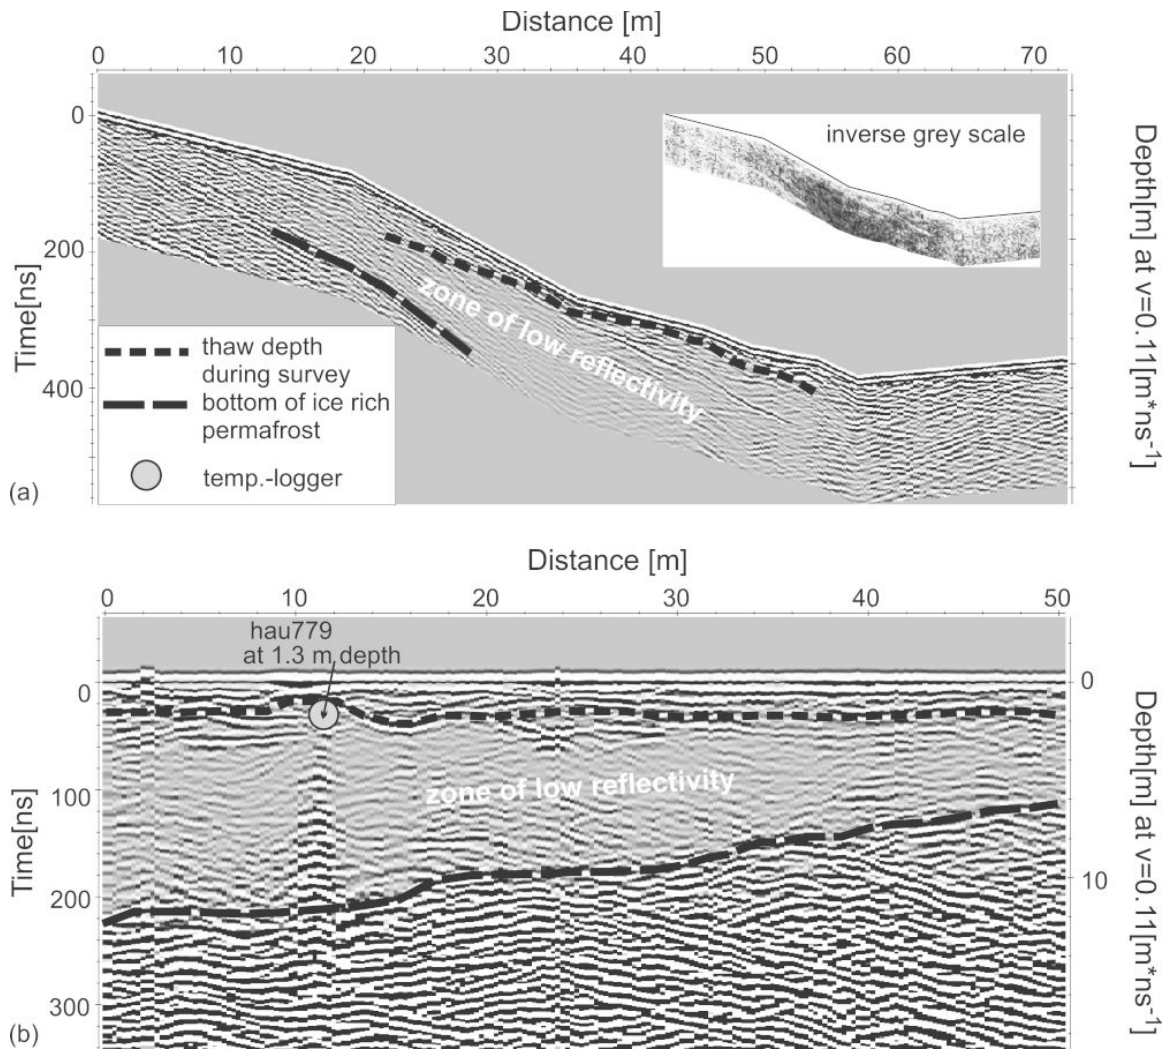 Distance [m]
0 10 20 30 40 50 60 70
0
200
400
Time[ns]
Depth[m] at v=0.11[m*ns-1]
inverse grey scale
zone of low reflectivity
thaw depth
during survey
bottom of ice rich
permafrost
temp.-logger
(a)
Distance [m]
0 10 20 30 40 50
hau779
at 1.3 m depth
0
100
200
300
Time[ns]
0
10
Depth[m] at v=0.11[m*ns-1]
zone of low reflectivity
(b)